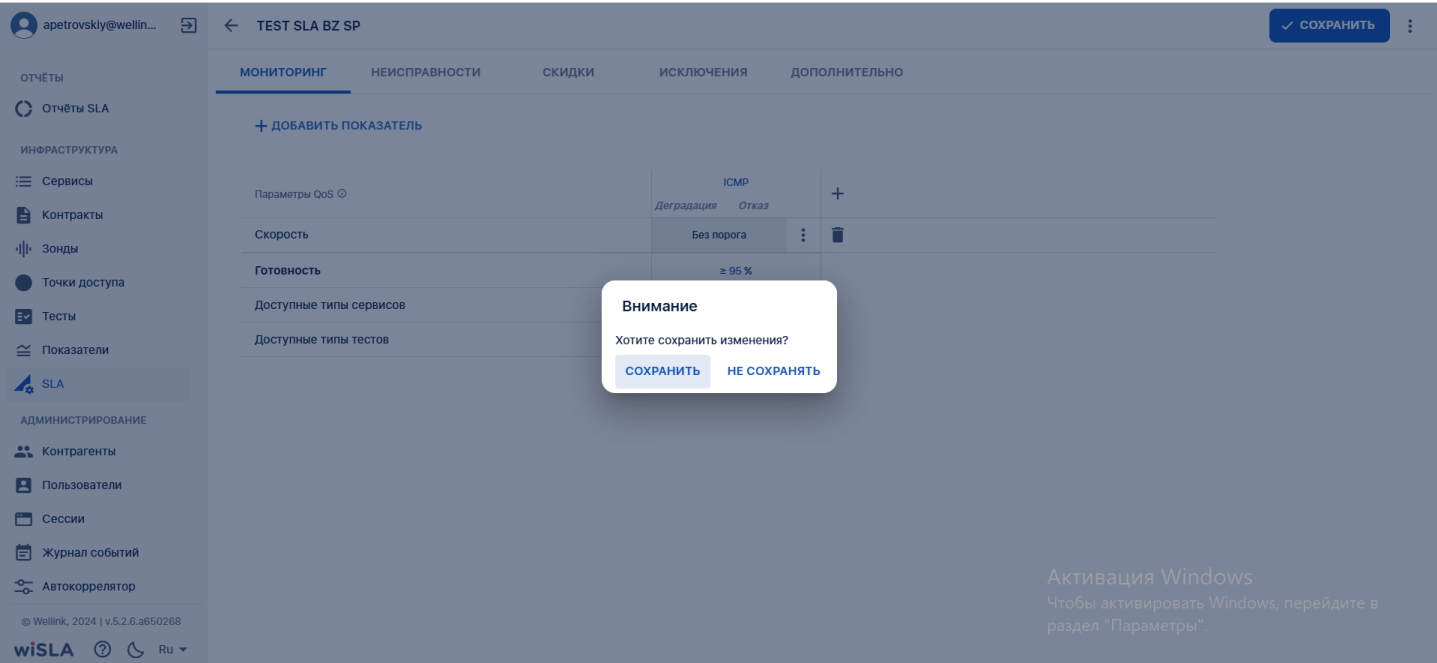 apetrovskiy@wellin...
TEST SLA BZ SP
СОХРАНИТЬ
МОНИТОРИНГ НЕИСПРАВНОСТИ СКИДКИ ИСКЛЮЧЕНИЯ ДОПОЛНИТЕЛЬНО
ОТЧЁТЫ
Отчёты SLA
ИНФРАСТРУКТУРА
Сервисы
Контракты
Зонды
Точки доступа
Тесты
Показатели
SLA
АДМИНИСТРИРОВАНИЕ
Контрагенты
Пользователи
Сессии
Журнал событий
Автокоррелятор
© Wellink, 2024 | v.5.2.6.a650268
wiSLA Ru
+ ДОБАВИТЬ ПОКАЗАТЕЛЬ
Параметры QoS ICMP
Деградация Отказ
Скорость Без порога
Готовность ≥ 95 %
Доступные типы сервисов
Доступные типы тестов
Внимание
Хотите сохранить изменения?
СОХРАНИТЬ НЕ СОХРАНЯТЬ
Активация Windows
Чтобы активировать Windows, перейдите в
раздел "Параметры".